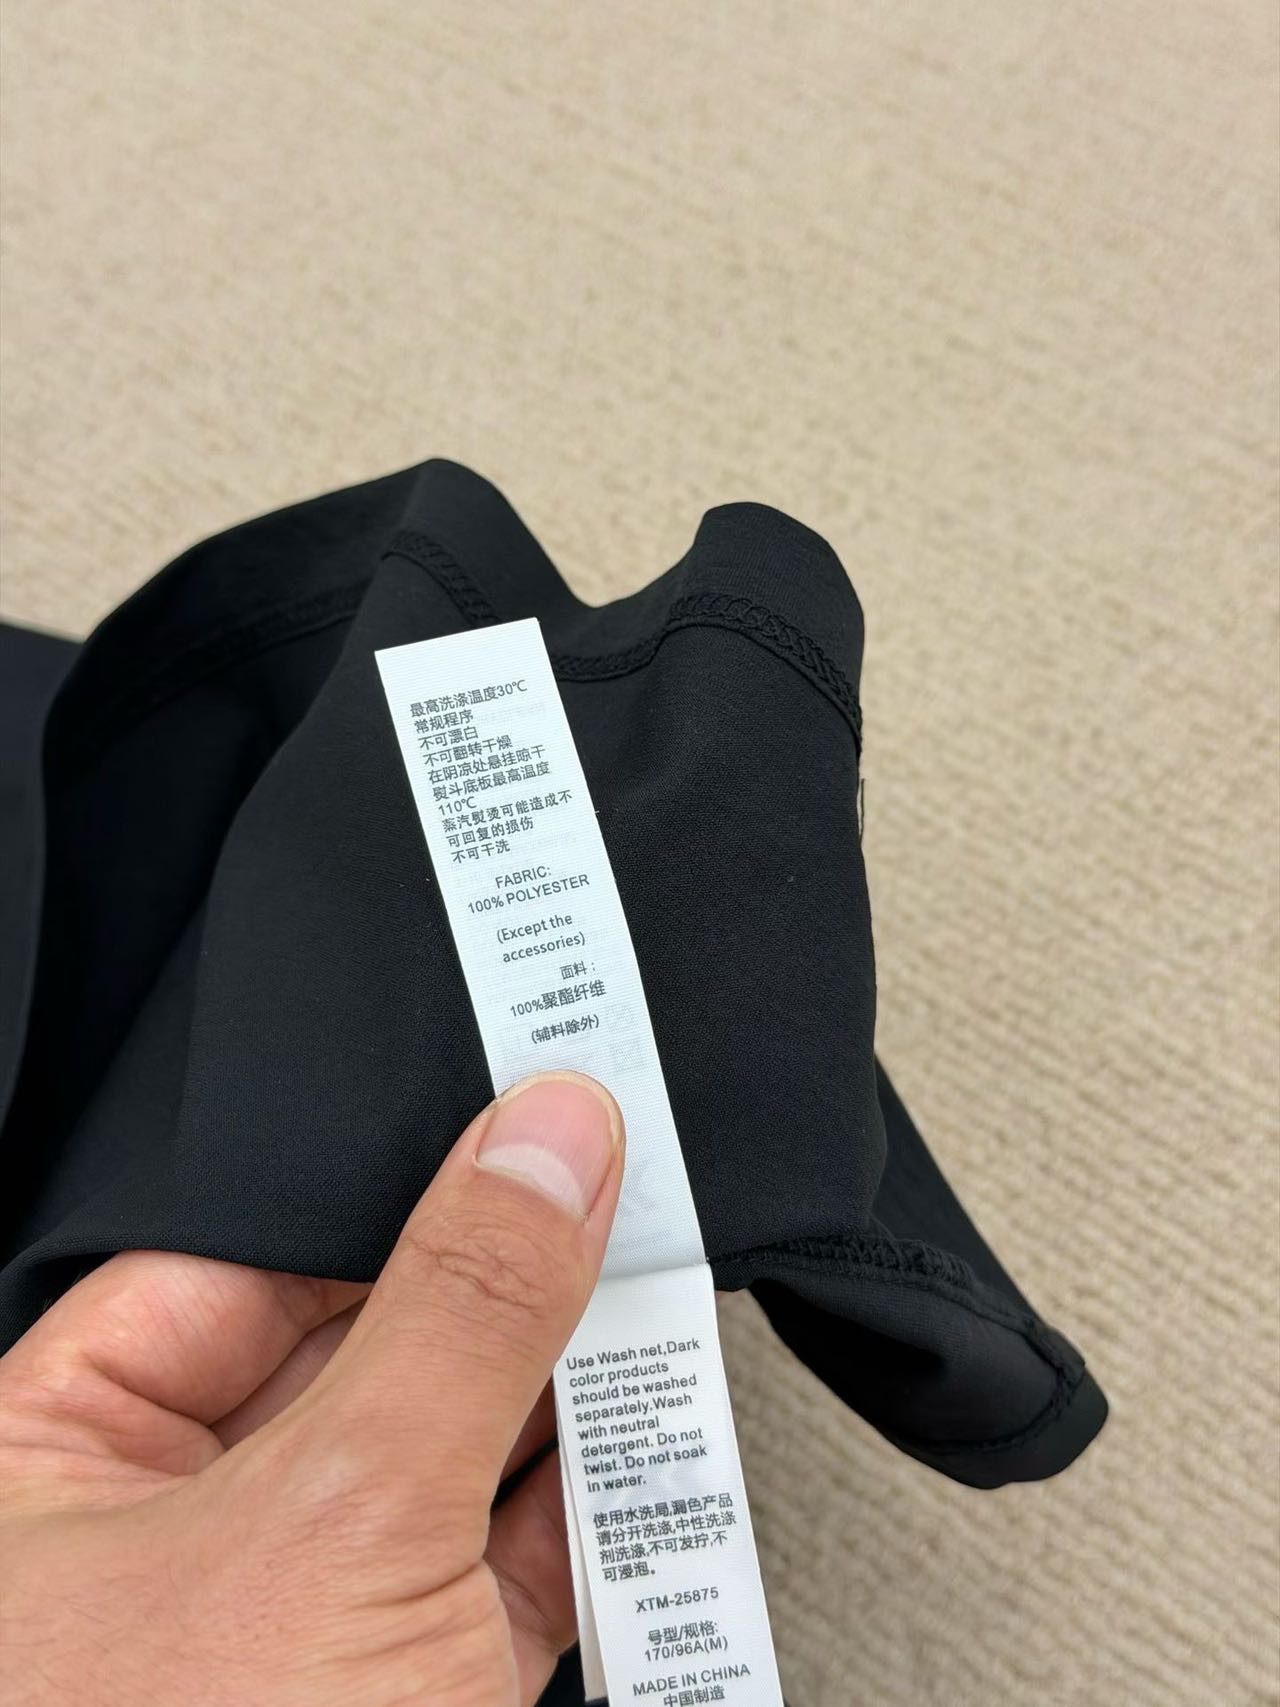 最高洗涤温度30℃
常规程序
不可漂白
不可翻转干燥
在阴凉处悬挂晾干
熨斗底板最高温度
110℃
蒸汽熨烫可能造成不
可回复的损伤
不可干洗
FABRIC:
100% POLYESTER
(Except the
accessories)
面料：
100%聚酯纤维
(辅料除外)
Use Wash net,Dark
color products
should be washed
separately.Wash
with neutral
detergent. Do not
twist. Do not soak
in water.
使用水洗局,漏色产品
请分开洗涤,中性洗涤
剂洗涤,不可发拧,不
可浸泡。
XTM-25875
号型/规格:
170/96A(M)
MADE IN CHINA
中国制造